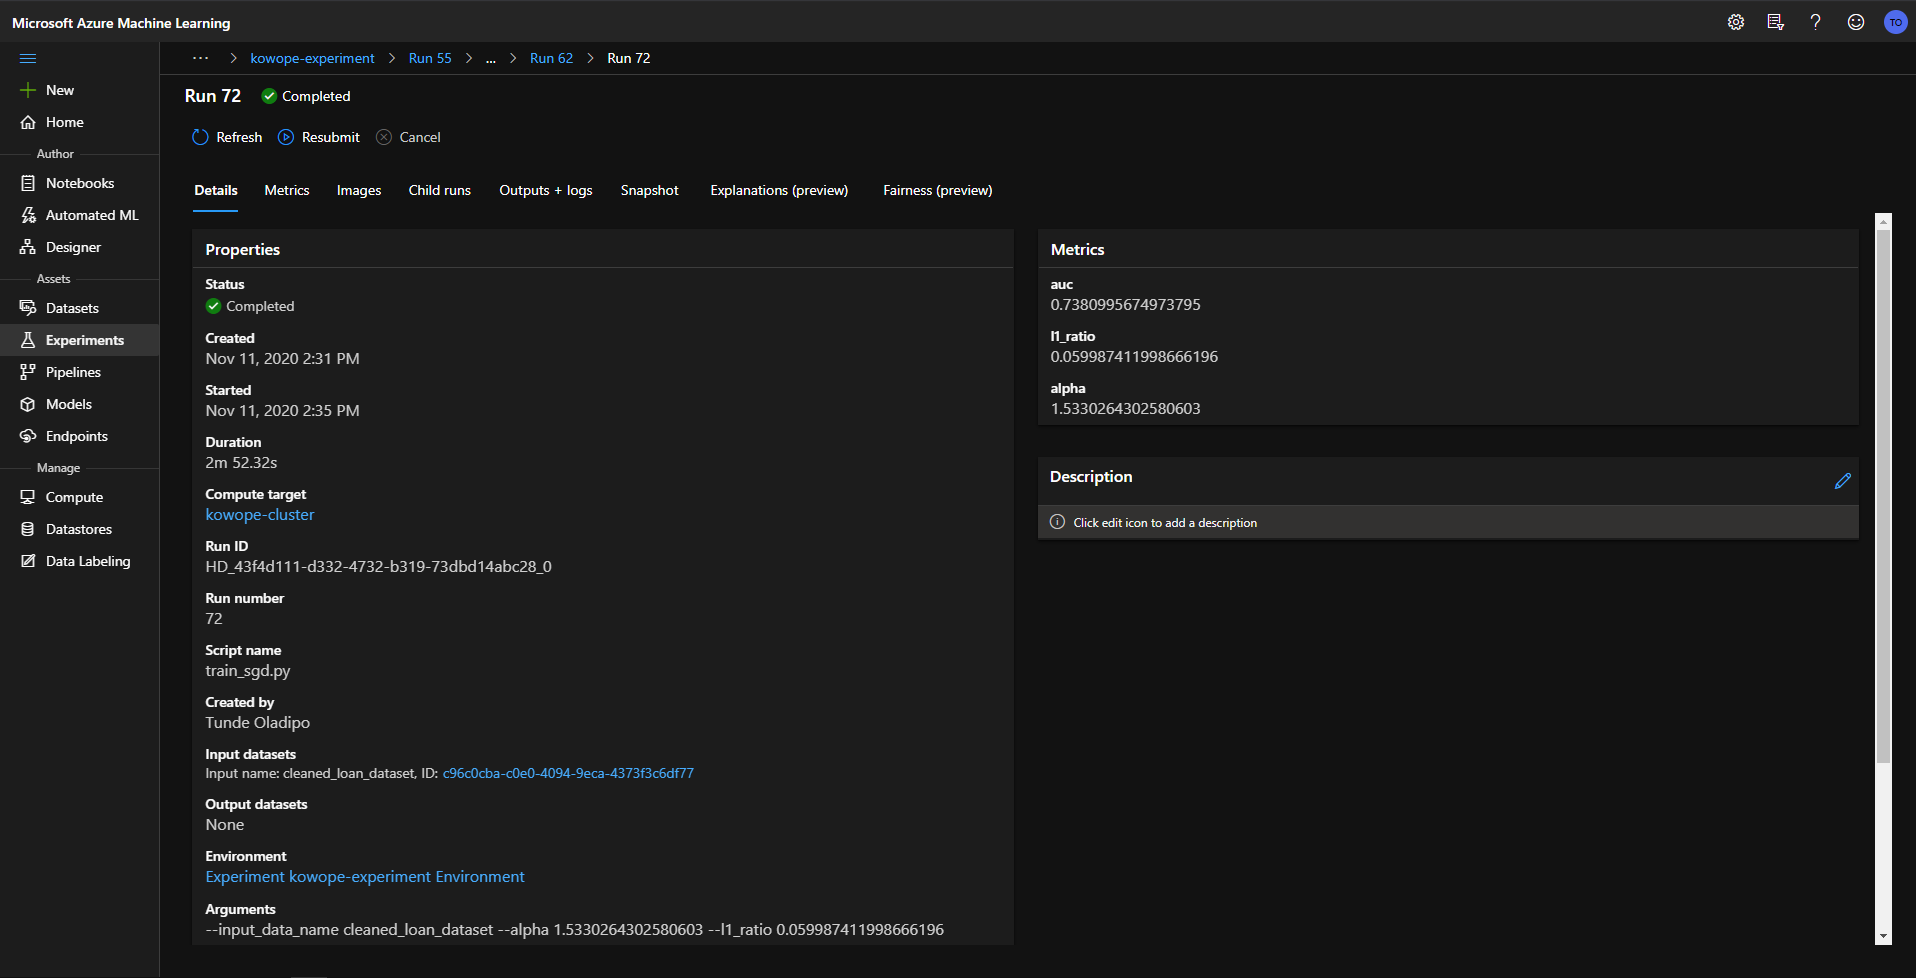 Microsoft Azure Machine Learning
TO
New
Home
Author
Notebooks
Automated ML
Designer
Assets
Datasets
Experiments
Pipelines
Models
Endpoints
Manage
Compute
Datastores
Data Labeling
··· > kowope-experiment > Run 55 > ... > Run 62 > Run 72
Run 72 Completed
Refresh Resubmit Cancel
Details Metrics Images Child runs Outputs + logs Snapshot Explanations (preview) Fairness (preview)
Properties
Status
Completed
Created
Nov 11, 2020 2:31 PM
Started
Nov 11, 2020 2:35 PM
Duration
2m 52.32s
Compute target
kowope-cluster
Run ID
HD_43f4d111-d332-4732-b319-73dbd14abc28_0
Run number
72
Script name
train_sgd.py
Created by
Tunde Oladipo
Input datasets
Input name: cleaned_loan_dataset, ID: c96c0cba-c0e0-4094-9eca-4373f3c6df77
Output datasets
None
Environment
Experiment kowope-experiment Environment
Arguments
--input_data_name cleaned_loan_dataset --alpha 1.5330264302580603 --l1_ratio 0.059987411998666196
Metrics
auc
0.7380995674973795
l1_ratio
0.059987411998666196
alpha
1.5330264302580603
Description
Click edit icon to add a description